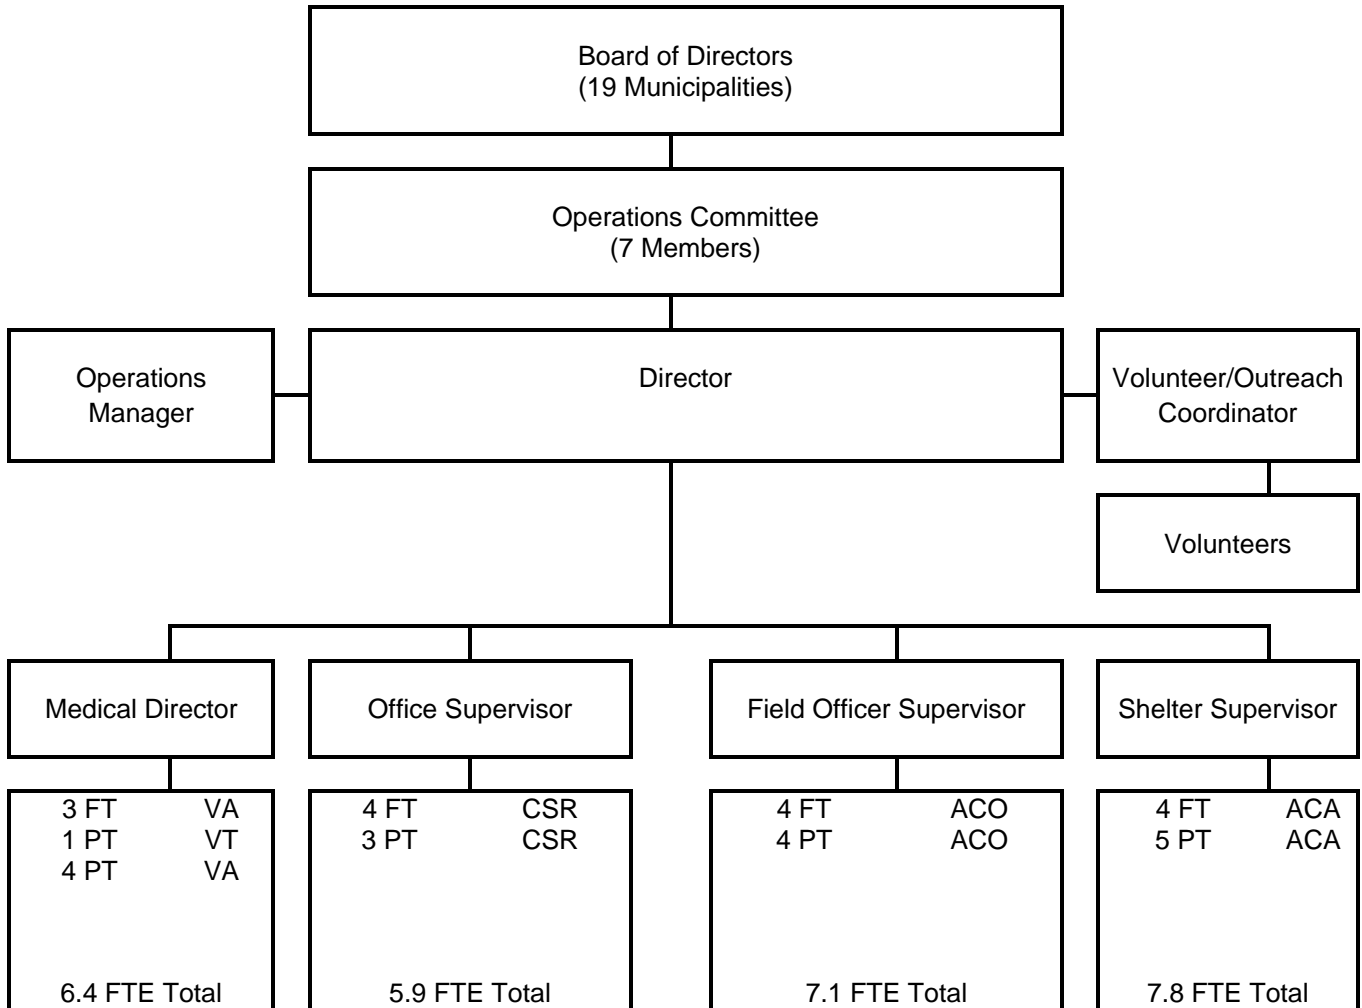 Board of Directors
(19 Municipalities)
Operations Committee
(7 Members)
Operations
Manager
Director
Volunteer/Outreach
Coordinator
Volunteers
Medical Director
Office Supervisor
Field Officer Supervisor
Shelter Supervisor
3 FT VA
1 PT VT
4 PT VA
6.4 FTE Total
4 FT CSR
3 PT CSR
5.9 FTE Total
4 FT ACO
4 PT ACO
7.1 FTE Total
4 FT ACA
5 PT ACA
7.8 FTE Total